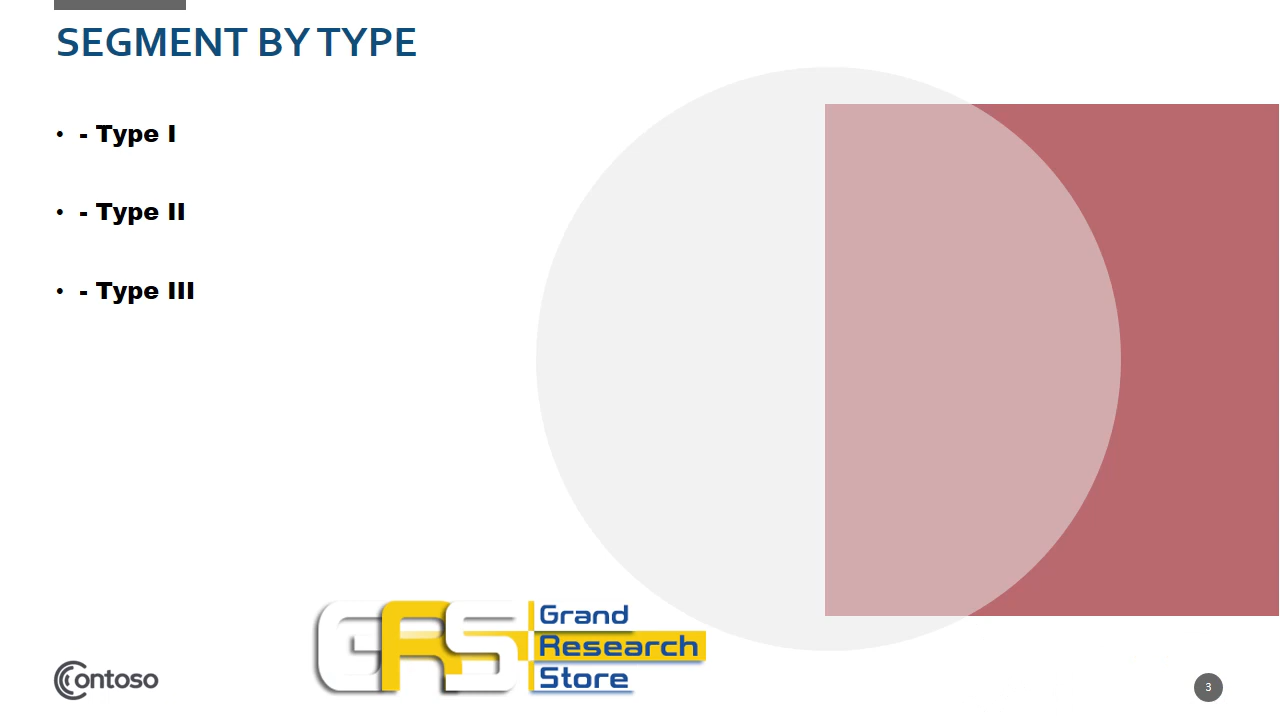 SEGMENT BY TYPE
• - Type I
• - Type II
• - Type III
GRS
Grand
Research
Store
Contoso
3